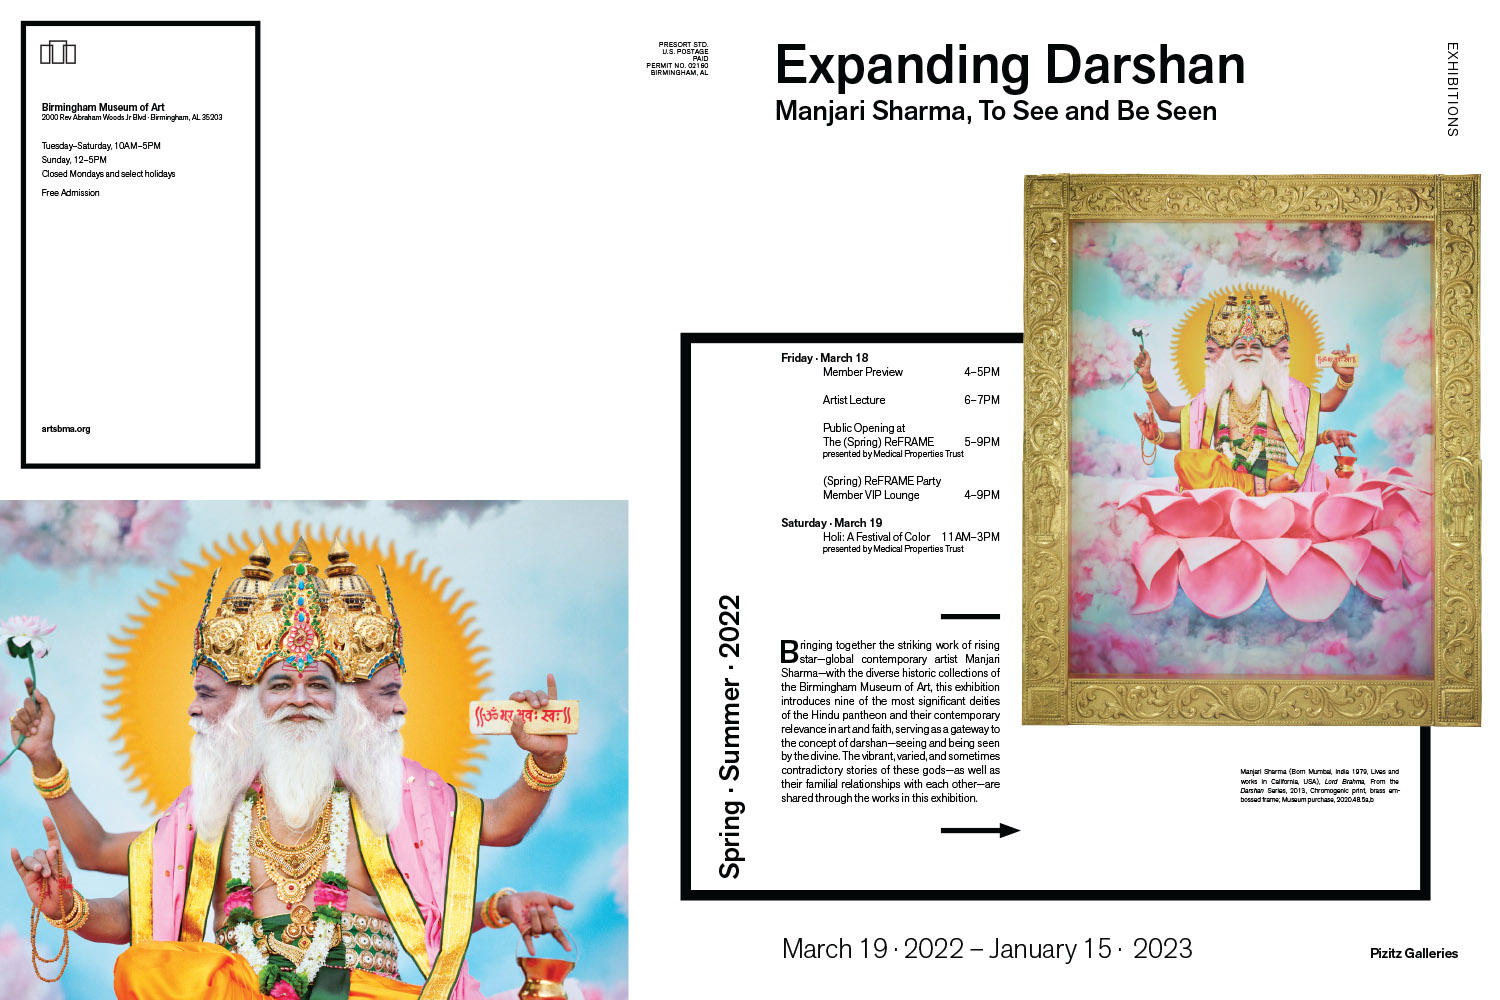 Birmingham Museum of Art
2000 Rev Abraham Woods Jr Blvd · Birmingham, AL 35203
Tuesday–Saturday, 10AM–5PM
Sunday, 12–5PM
Closed Mondays and select holidays
Free Admission
artsbma.org
PRESORT STD.
U.S. POSTAGE
PAID
PERMIT NO. 02160
BIRMINGHAM, AL
Expanding Darshan
Manjari Sharma, To See and Be Seen
EXHIBITIONS
Friday · March 18
Member Preview 4–5PM
Artist Lecture 6–7PM
Public Opening at
The (Spring) ReFRAME 5–9PM
presented by Medical Properties Trust
(Spring) ReFRAME Party
Member VIP Lounge 4–9PM
Saturday · March 19
Holi: A Festival of Color 11AM–3PM
presented by Medical Properties Trust
Spring · Summer · 2022
Bringing together the striking work of rising
star—global contemporary artist Manjari
Sharma—with the diverse historic collections of
the Birmingham Museum of Art, this exhibition
introduces nine of the most significant deities
of the Hindu pantheon and their contemporary
relevance in art and faith, serving as a gateway to
the concept of darshan—seeing and being seen
by the divine. The vibrant, varied, and sometimes
contradictory stories of these gods—as well as
their familial relationships with each other—are
shared through the works in this exhibition.
Manjari Sharma (Born Mumbai, India 1979, Lives and
works in California, USA), Lord Brahma, From the
Darshan Series, 2013, Chromogenic print, brass em-
bossed frame; Museum purchase, 2020.48.5a,b
March 19 · 2022 – January 15 · 2023
Pizitz Galleries
ॐ भुवः स्वः